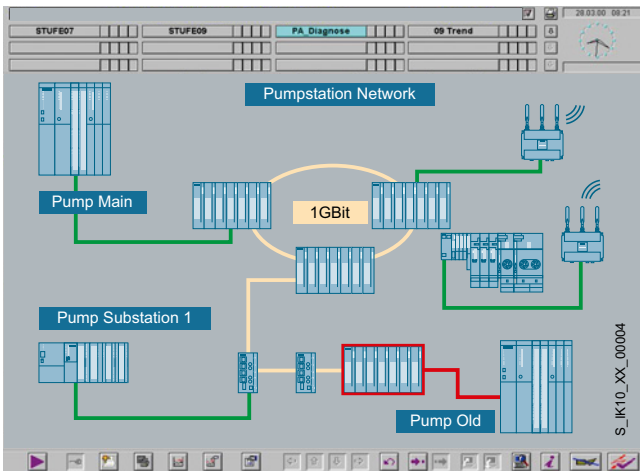 28.03.00 09:21
STUFE07 STUFE09 PA_Diagnose 09 Trend
Pumpstation Network
Pump Main
1GBit
Pump Substation 1
Pump Old
S_IK10_XX_00004